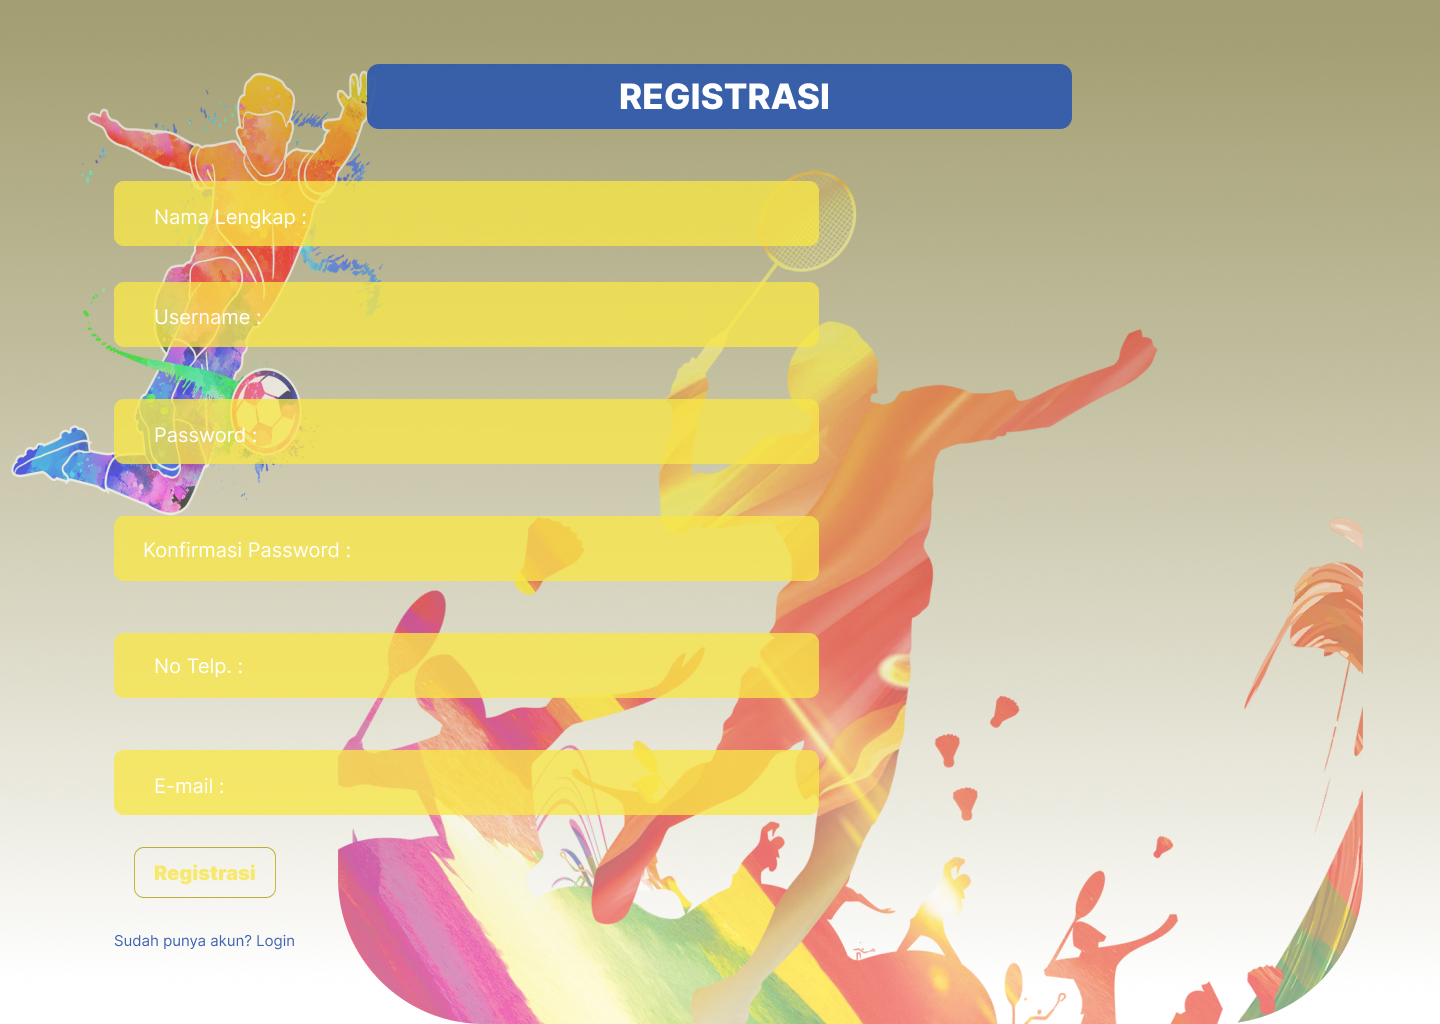 REGISTRASI
Nama Lengkap :
Username :
Password :
Konfirmasi Password :
No Telp. :
E-mail :
Registrasi
Sudah punya akun? Login